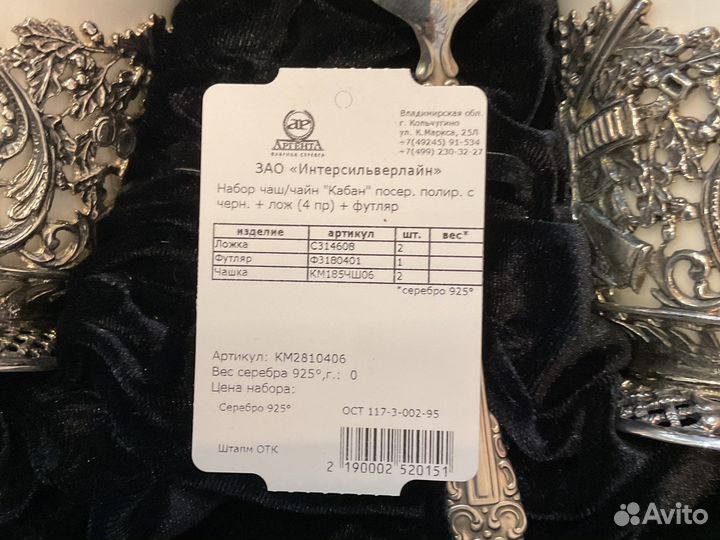 ае
АРГЕНТА
ФАБРИКА СЕРЕБРА
Владимирская обл.
г. Кольчугино
ул. К.Маркса, 25Л
+7(49245) 91-534
+7(499) 230-32-27
ЗАО «Интерсильверлайн»
Набор чаш/чайн "Кабан" посер. полир. с
черн. + лож (4 пр) + футляр
изделие артикул шт. вес*
Ложка С314608 2
Футляр Ф3180401 1
Чашка КМ185ЧШ06 2
*серебро 925°
Артикул: КМ2810406
Вес серебра 925°,г.: 0
Цена набора:
Серебро 925° ОСТ 117-3-002-95
Штапм ОТК
2 190002 520151
Avito